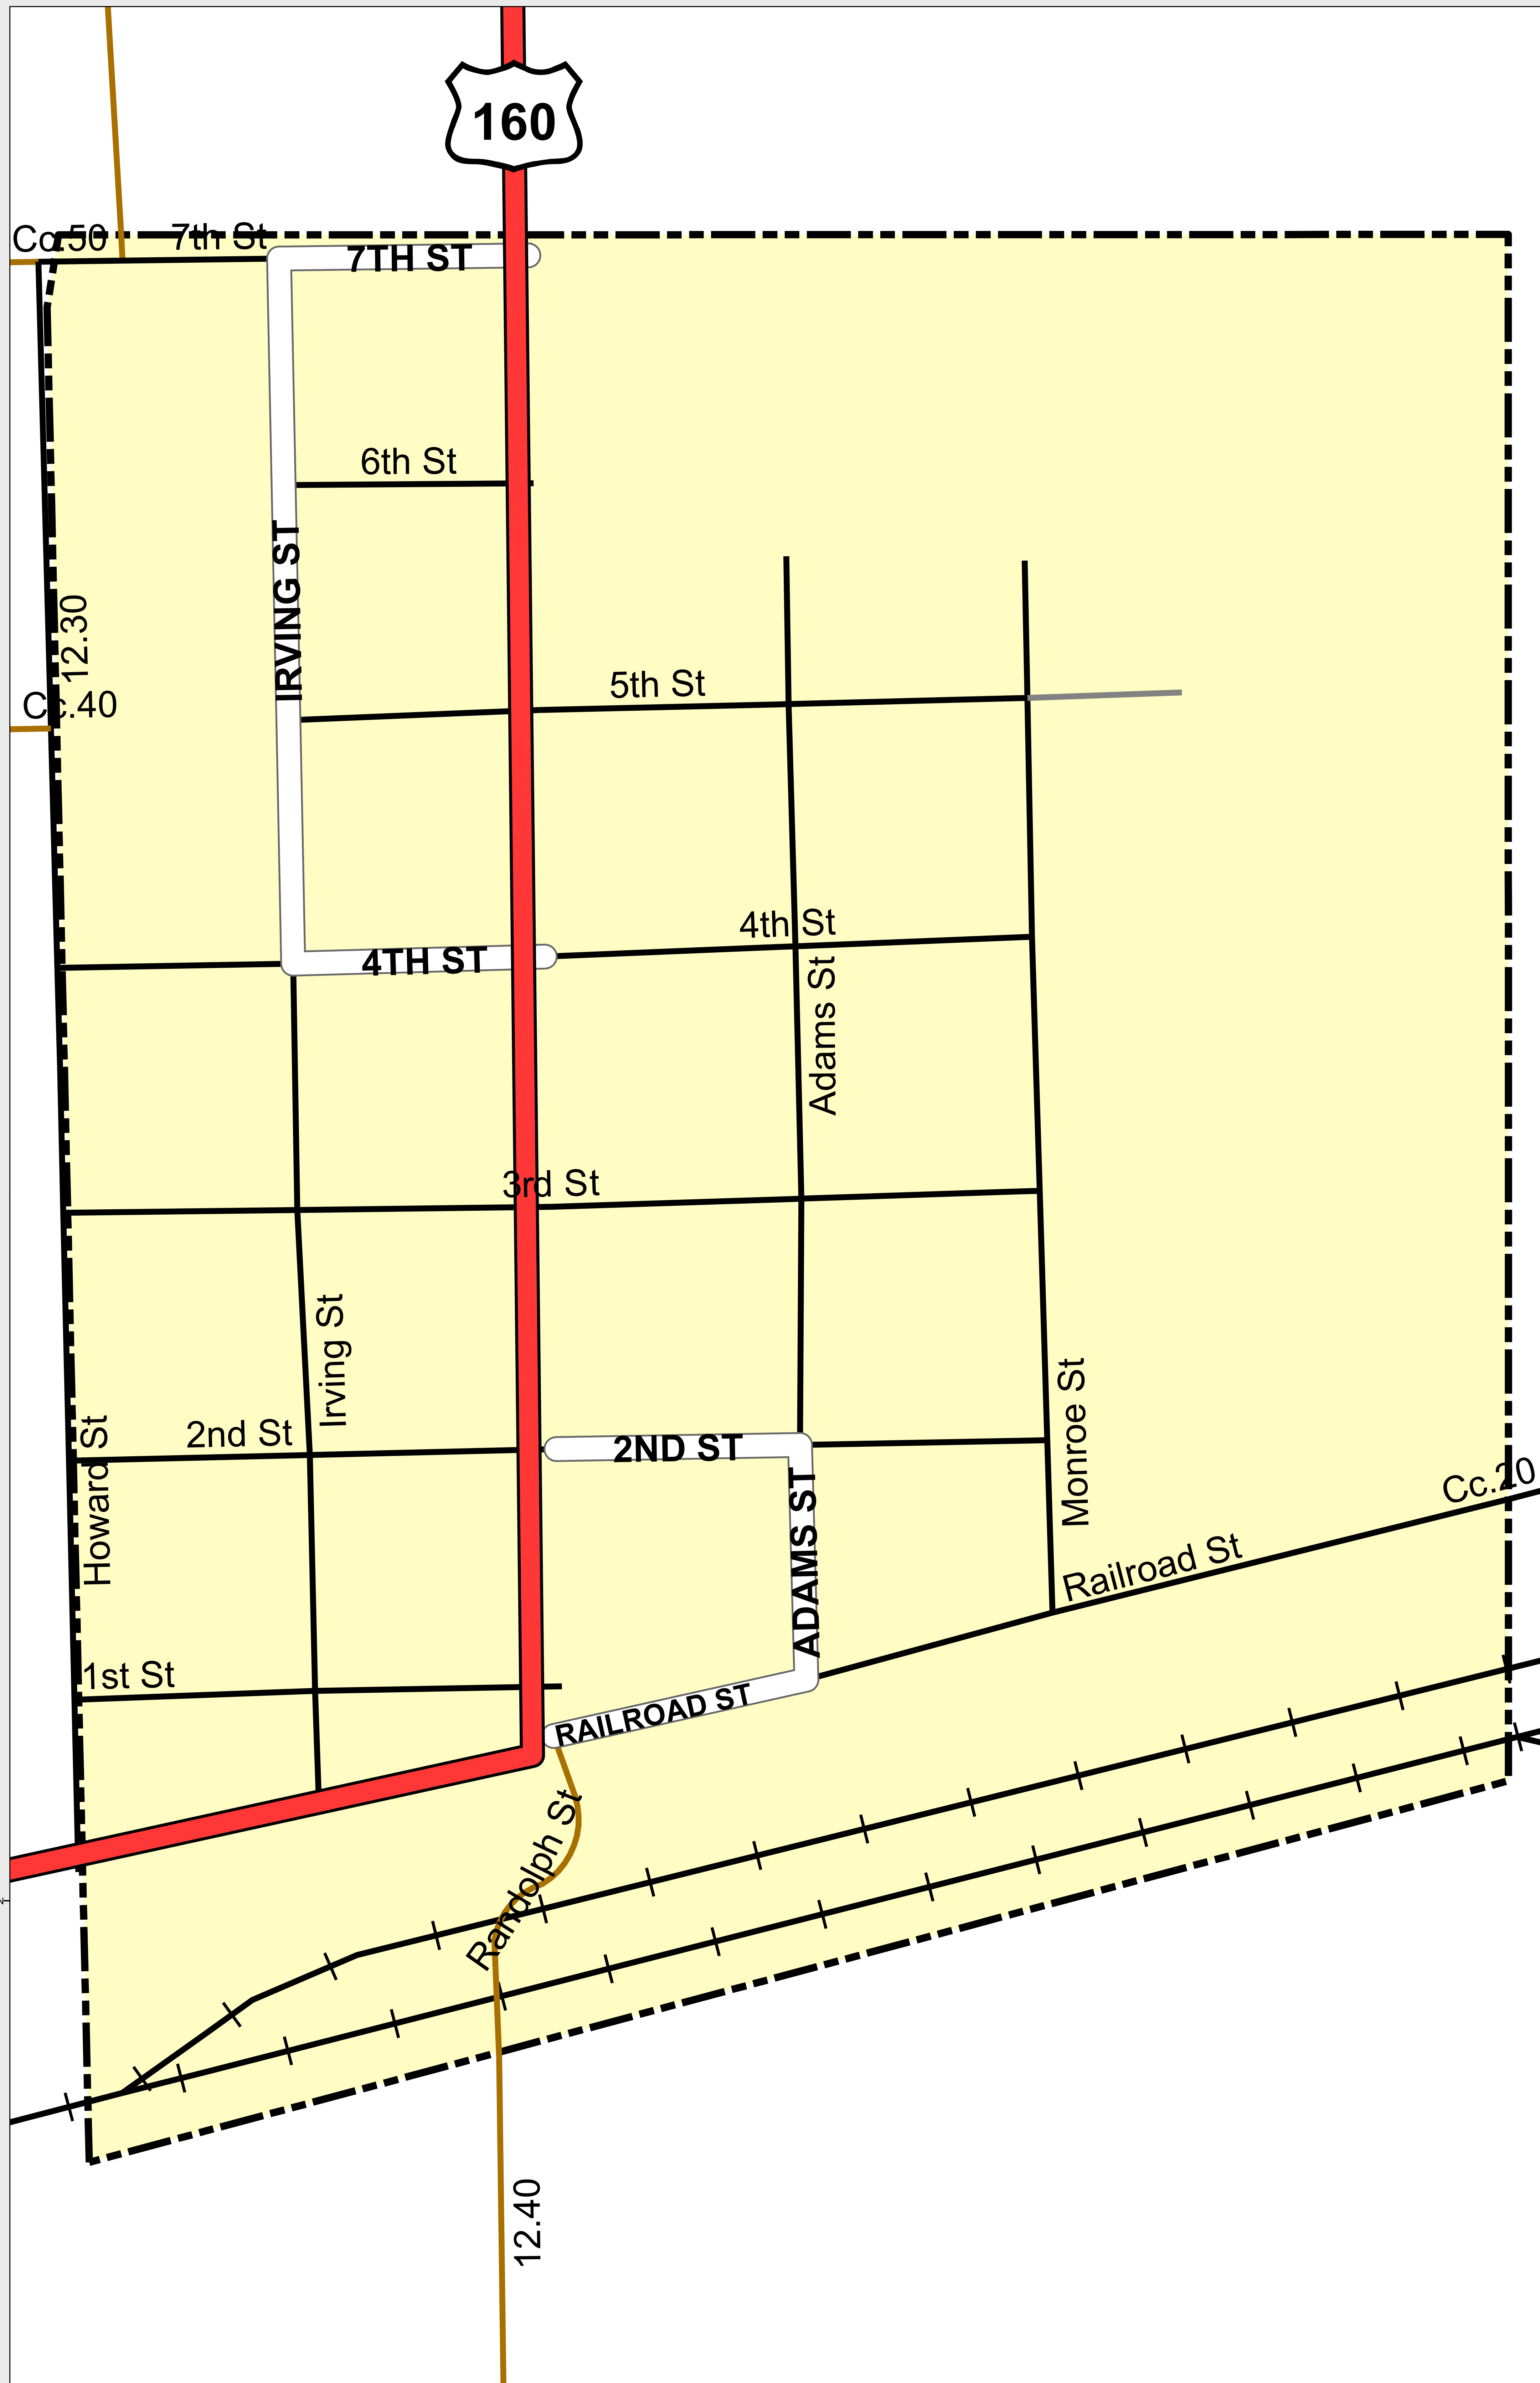 160
Cc.50
7th St
7TH ST
6th St
IRVING ST
12.30
5th St
Cc.40
4th St
4TH ST
Adams St
3rd St
Irving St
Monroe St
Howard St
2nd St
2ND ST
ADAMS ST
Cc.20
Railroad St
1st St
RAILROAD ST
Randolph St
12.40